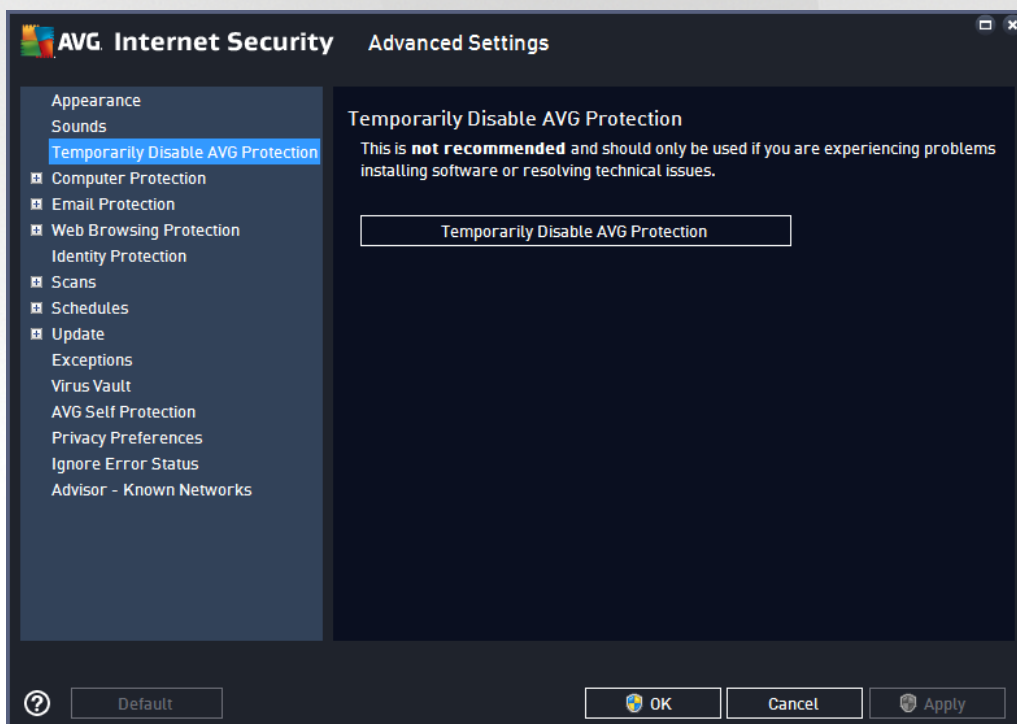 AVG. Internet Security Advanced Settings
Appearance
Sounds
Temporarily Disable AVG Protection
Computer Protection
Email Protection
Web Browsing Protection
Identity Protection
Scans
Schedules
Update
Exceptions
Virus Vault
AVG Self Protection
Privacy Preferences
Ignore Error Status
Advisor - Known Networks
Temporarily Disable AVG Protection
This is not recommended and should only be used if you are experiencing problems
installing software or resolving technical issues.
Temporarily Disable AVG Protection
? Default OK Cancel Apply